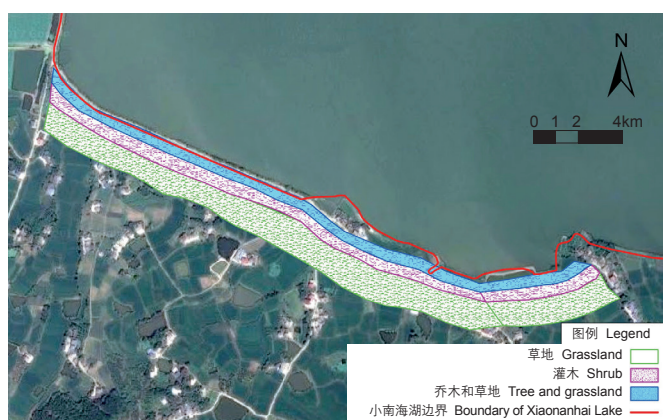 N
0 1 2 4km
图例 Legend
草地 Grassland
灌木 Shrub
乔木和草地 Tree and grassland
小南海湖边界 Boundary of Xiaonanhai Lake